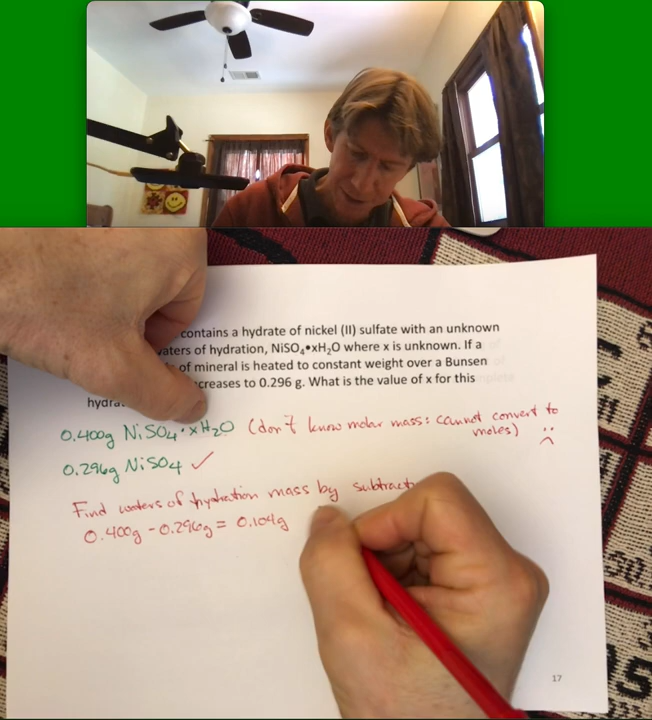 contains a hydrate of nickel (II) sulfate with an unknown
waters of hydration, NiSO₄•xH₂O where x is unknown. If a
of mineral is heated to constant weight over a Bunsen
creases to 0.296 g. What is the value of x for this
hydra
0.400g NiSO₄·xH₂O (don't know molar mass: cannot convert to
moles) :(
0.296g NiSO₄ ✓
Find waters of hydration mass by subtract
0.400g - 0.296g = 0.104g
17